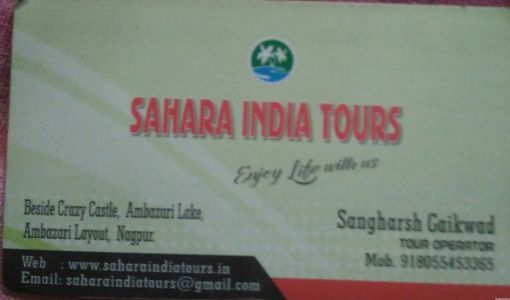 SAHARA INDIA TOURS
Enjoy Life with us
Beside Crazy Castle, Ambazari Lake,
Ambazari Layout, Nagpur.
Sangharsh Gaikwad
TOUR OPERATOR
Mob. 918055453365
Web : www.saharaindiatours.in
Email: saharaindiatours@gmail.com